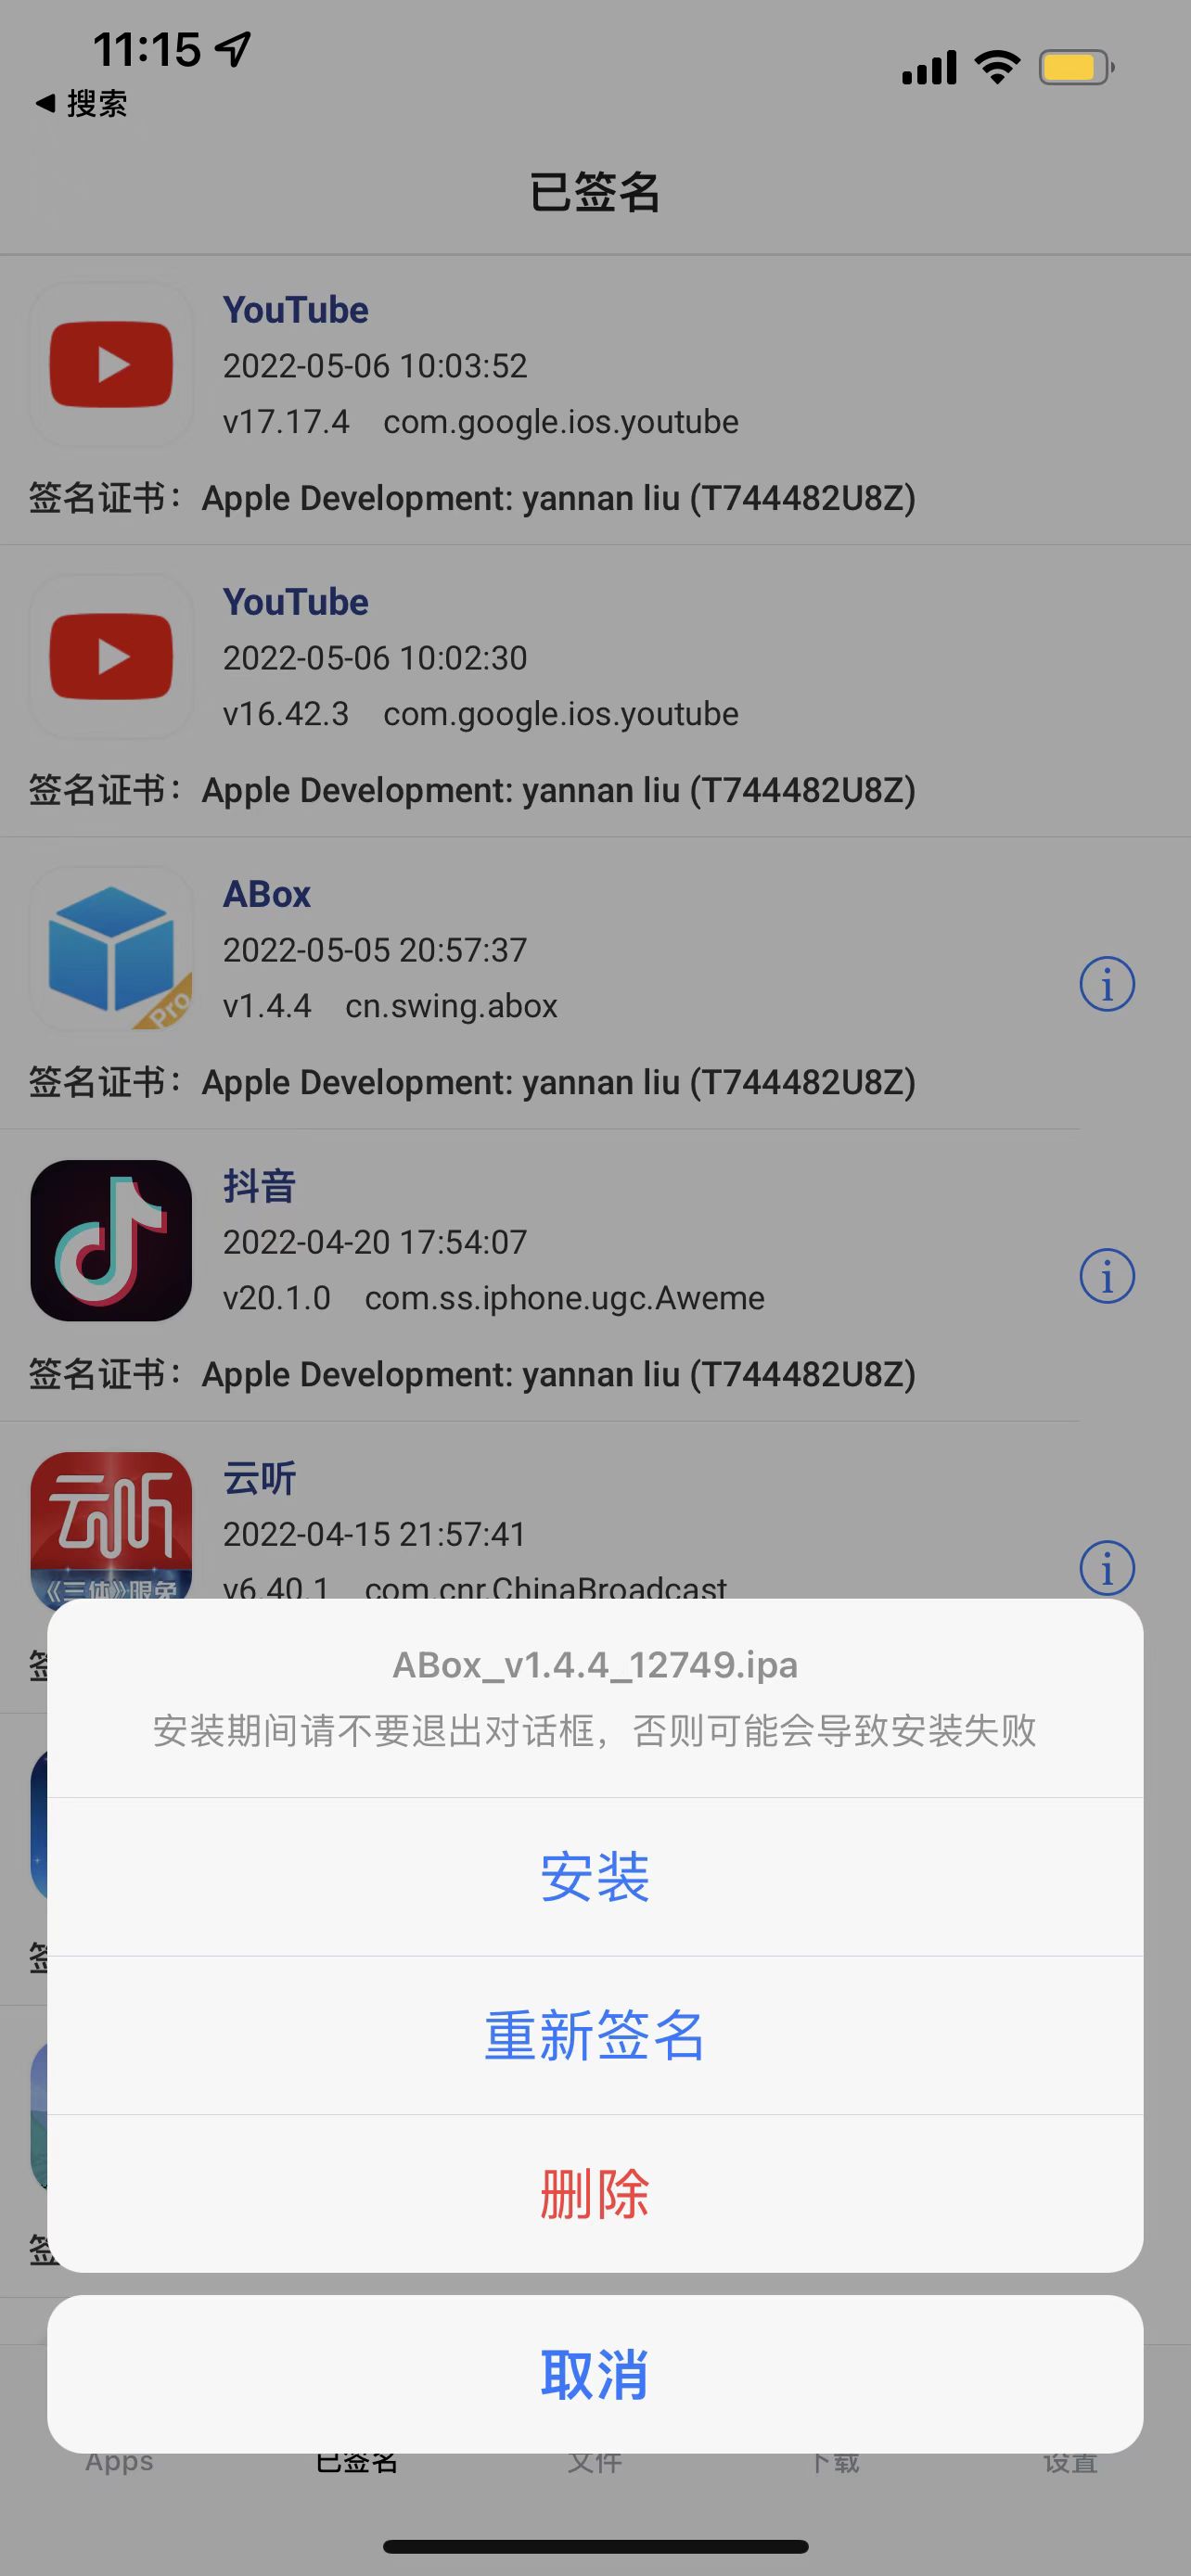 11:15
搜索
已签名
YouTube
2022-05-06 10:03:52
v17.17.4 com.google.ios.youtube
签名证书：Apple Development: yannan liu (T744482U8Z)
YouTube
2022-05-06 10:02:30
v16.42.3 com.google.ios.youtube
签名证书：Apple Development: yannan liu (T744482U8Z)
Pro
ABox
2022-05-05 20:57:37
v1.4.4 cn.swing.abox
签名证书：Apple Development: yannan liu (T744482U8Z)
抖音
2022-04-20 17:54:07
v20.1.0 com.ss.iphone.ugc.Aweme
签名证书：Apple Development: yannan liu (T744482U8Z)
云听
《三体》限免
云听
2022-04-15 21:57:41
v6.40.1 com.cnr.ChinaBroadcast
ABox_v1.4.4_12749.ipa
安装期间请不要退出对话框，否则可能会导致安装失败
安装
重新签名
删除
取消
Apps 已签名 文件 下载 设置